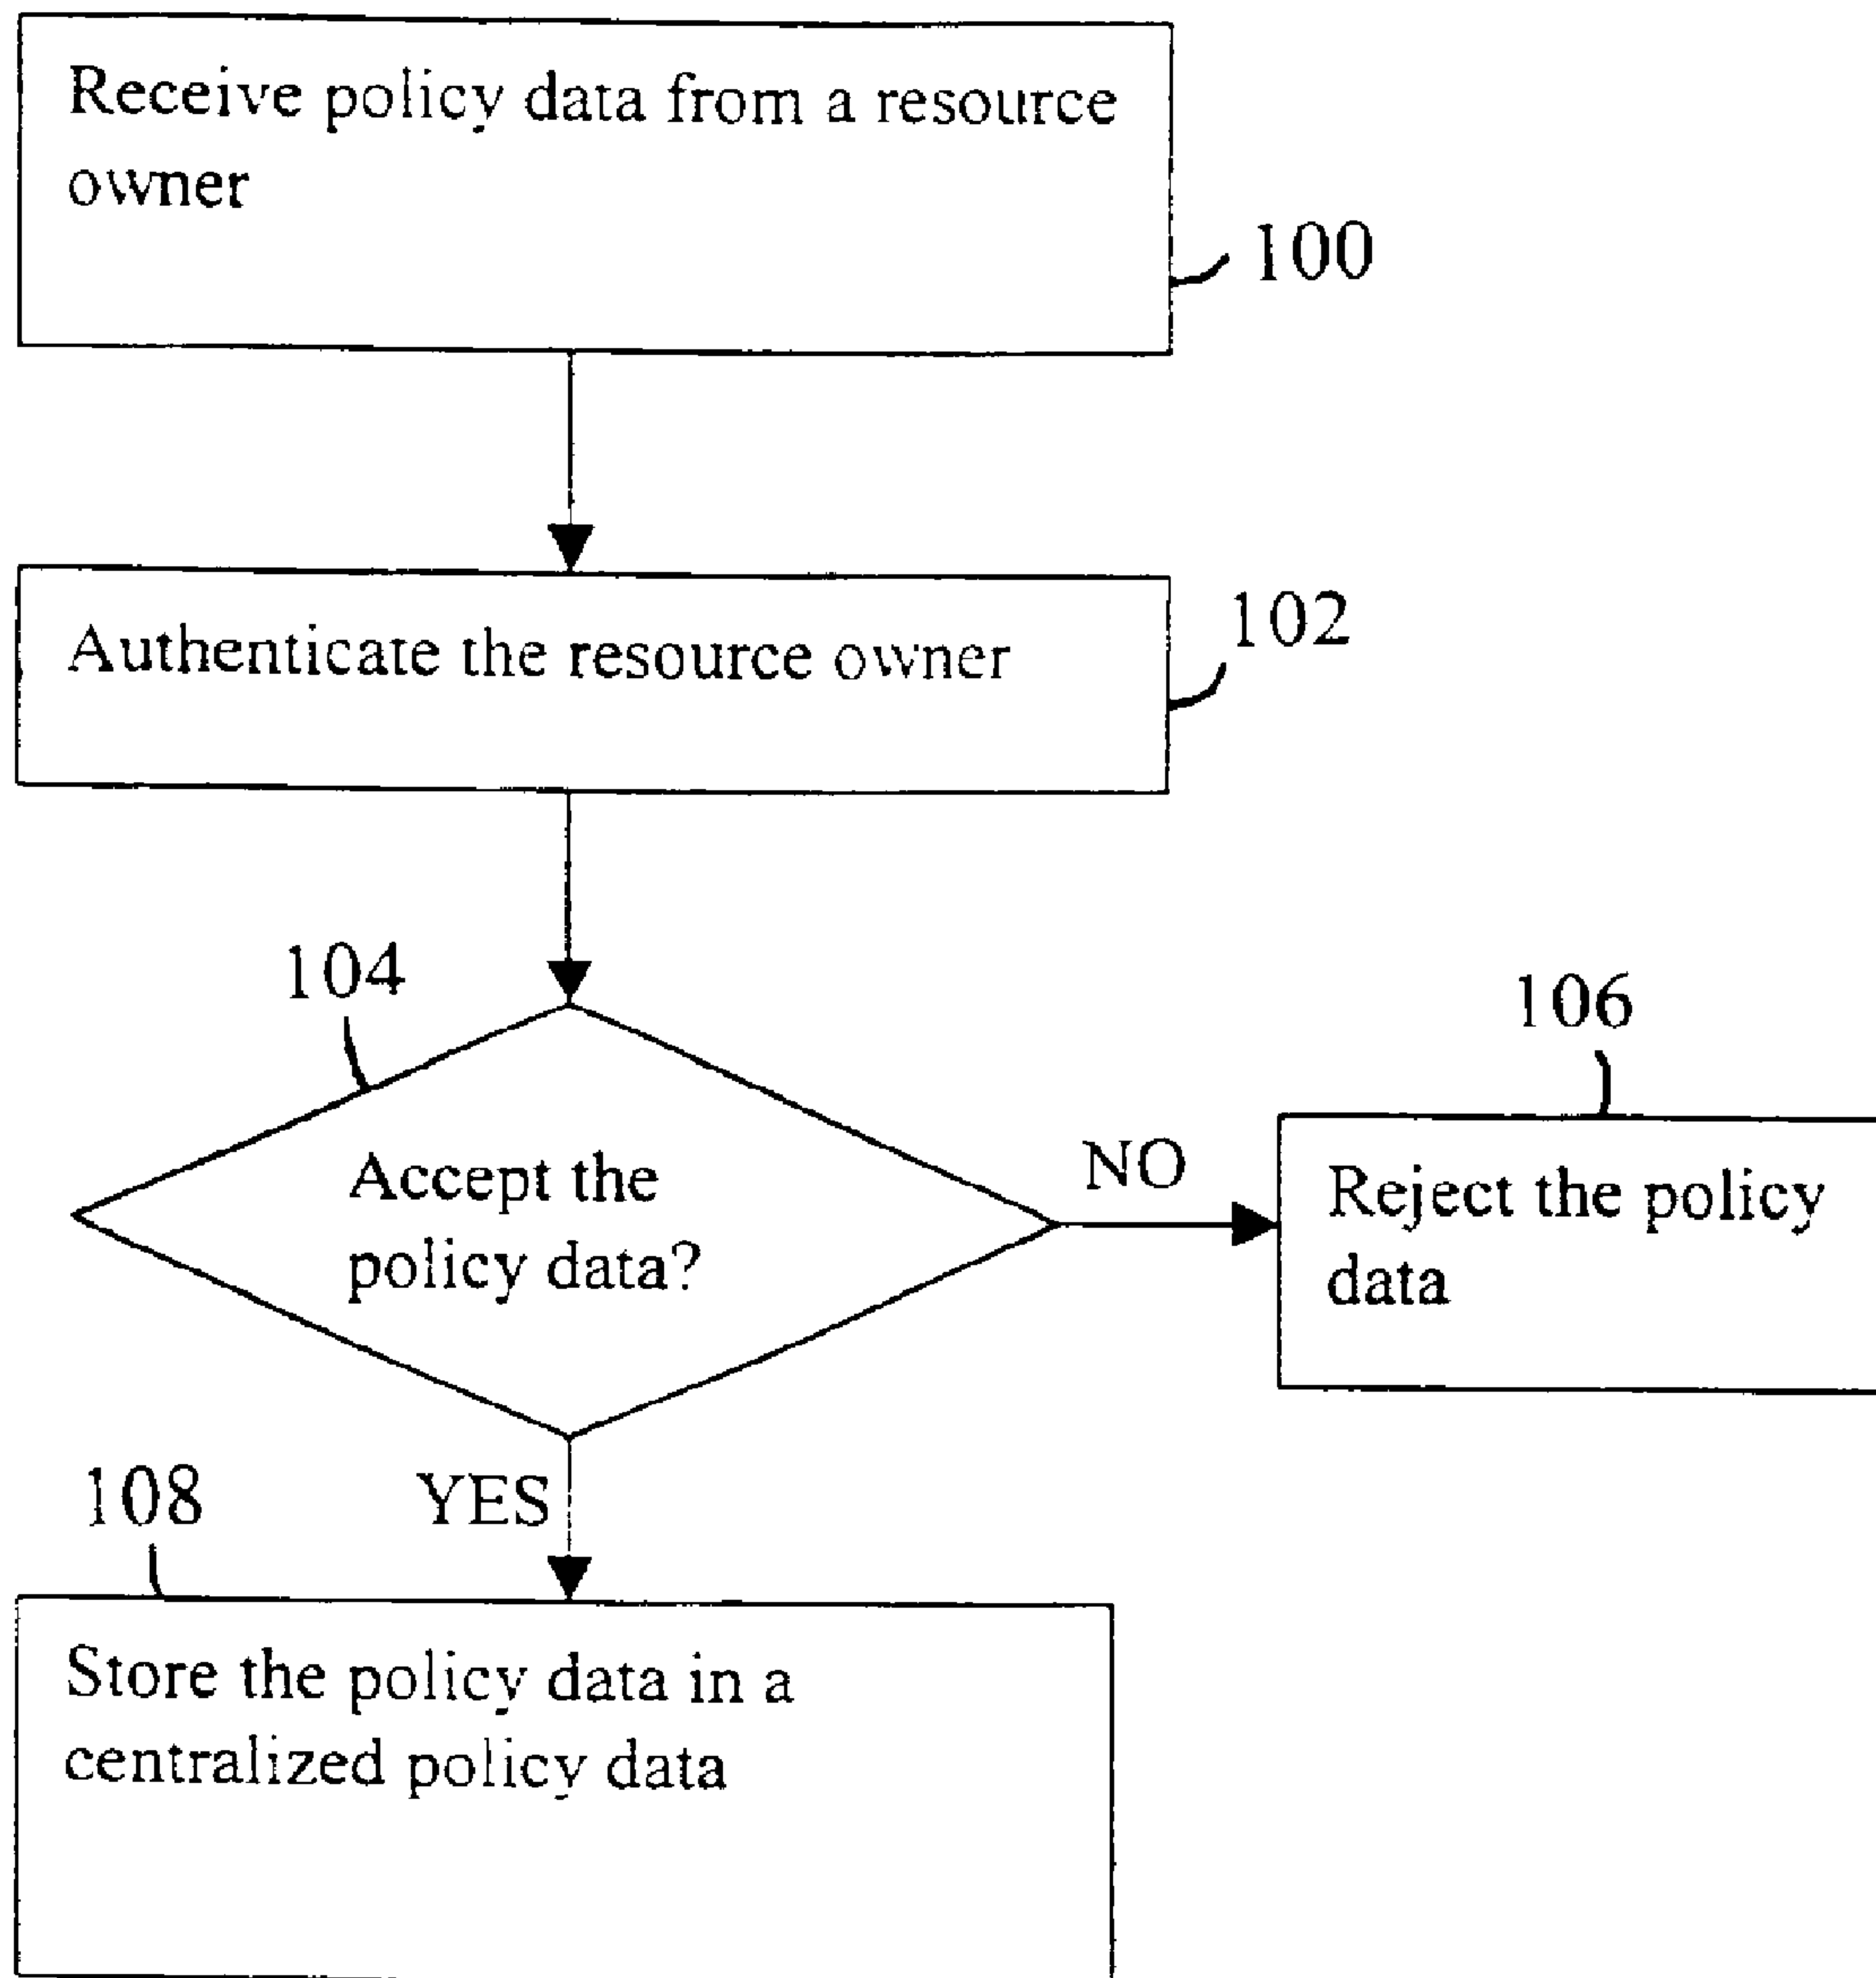 Receive policy data from a resource
owner
100
Authenticate the resource owner
102
104
Accept the
policy data?
NO
106
Reject the policy
data
YES
108
Store the policy data in a
centralized policy data